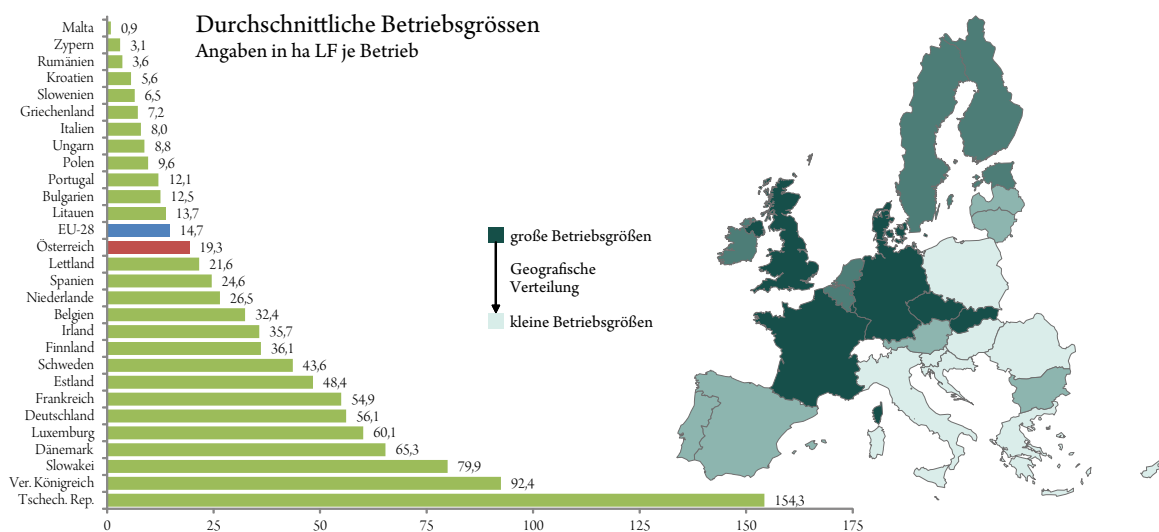 Durchschnittliche Betriebsgrössen
Angaben in ha LF je Betrieb
Malta 0,9
Zypern 3,1
Rumänien 3,6
Kroatien 5,6
Slowenien 6,5
Griechenland 7,2
Italien 8,0
Ungarn 8,8
Polen 9,6
Portugal 12,1
Bulgarien 12,5
Litauen 13,7
EU-28 14,7
Österreich 19,3
Lettland 21,6
Spanien 24,6
Niederlande 26,5
Belgien 32,4
Irland 35,7
Finnland 36,1
Schweden 43,6
Estland 48,4
Frankreich 54,9
Deutschland 56,1
Luxemburg 60,1
Dänemark 65,3
Slowakei 79,9
Ver. Königreich 92,4
Tschech. Rep. 154,3
0 25 50 75 100 125 150 175
große Betriebsgrößen
Geografische
Verteilung
kleine Betriebsgrößen